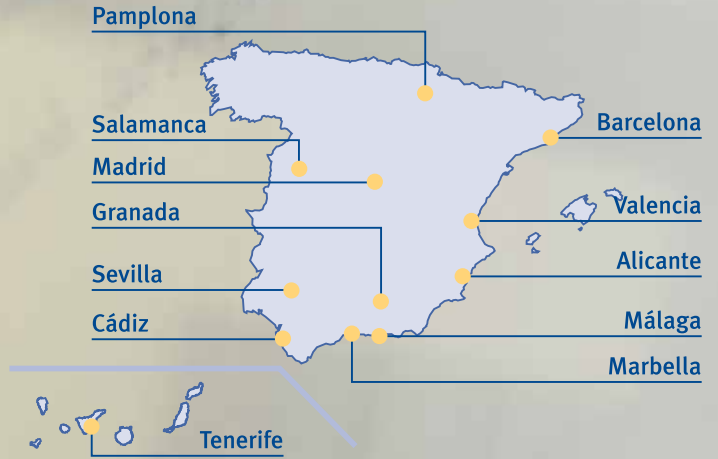 Pamplona
Salamanca
Barcelona
Madrid
Granada
Valencia
Alicante
Sevilla
Cádiz
Málaga
Marbella
Tenerife